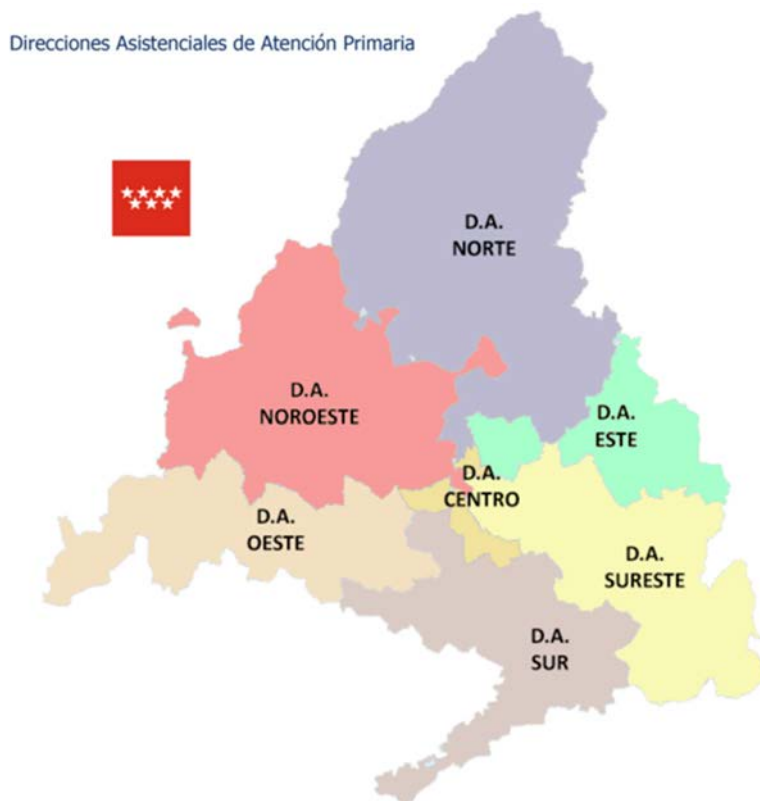 Direcciones Asistenciales de Atención Primaria
D.A.
NORTE
D.A.
NOROESTE
D.A.
ESTE
D.A.
CENTRO
D.A.
OESTE
D.A.
SURESTE
D.A.
SUR